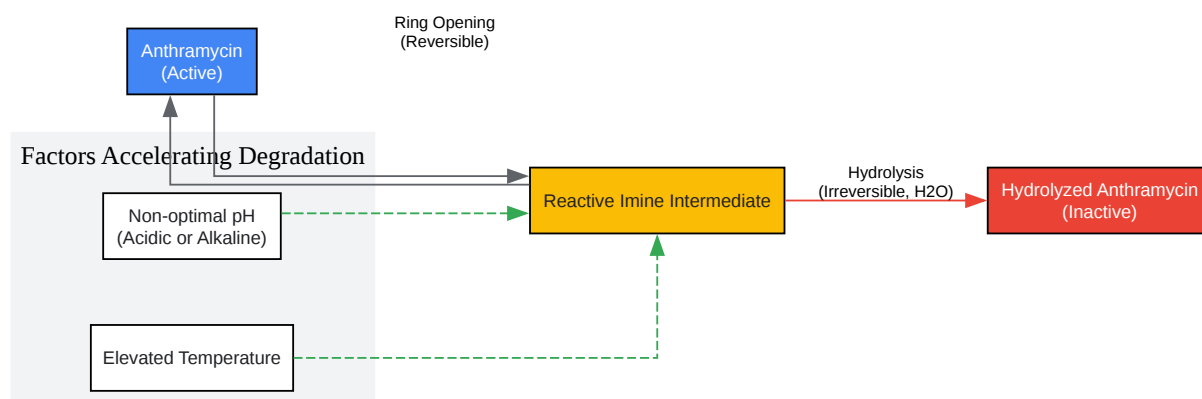 Ring Opening
(Reversible)
Anthramycin
(Active)
Factors Accelerating Degradation
Non-optimal pH
(Acidic or Alkaline)
Reactive Imine Intermediate
Hydrolysis
(Irreversible, H2O)
Hydrolyzed Anthramycin
(Inactive)
Elevated Temperature